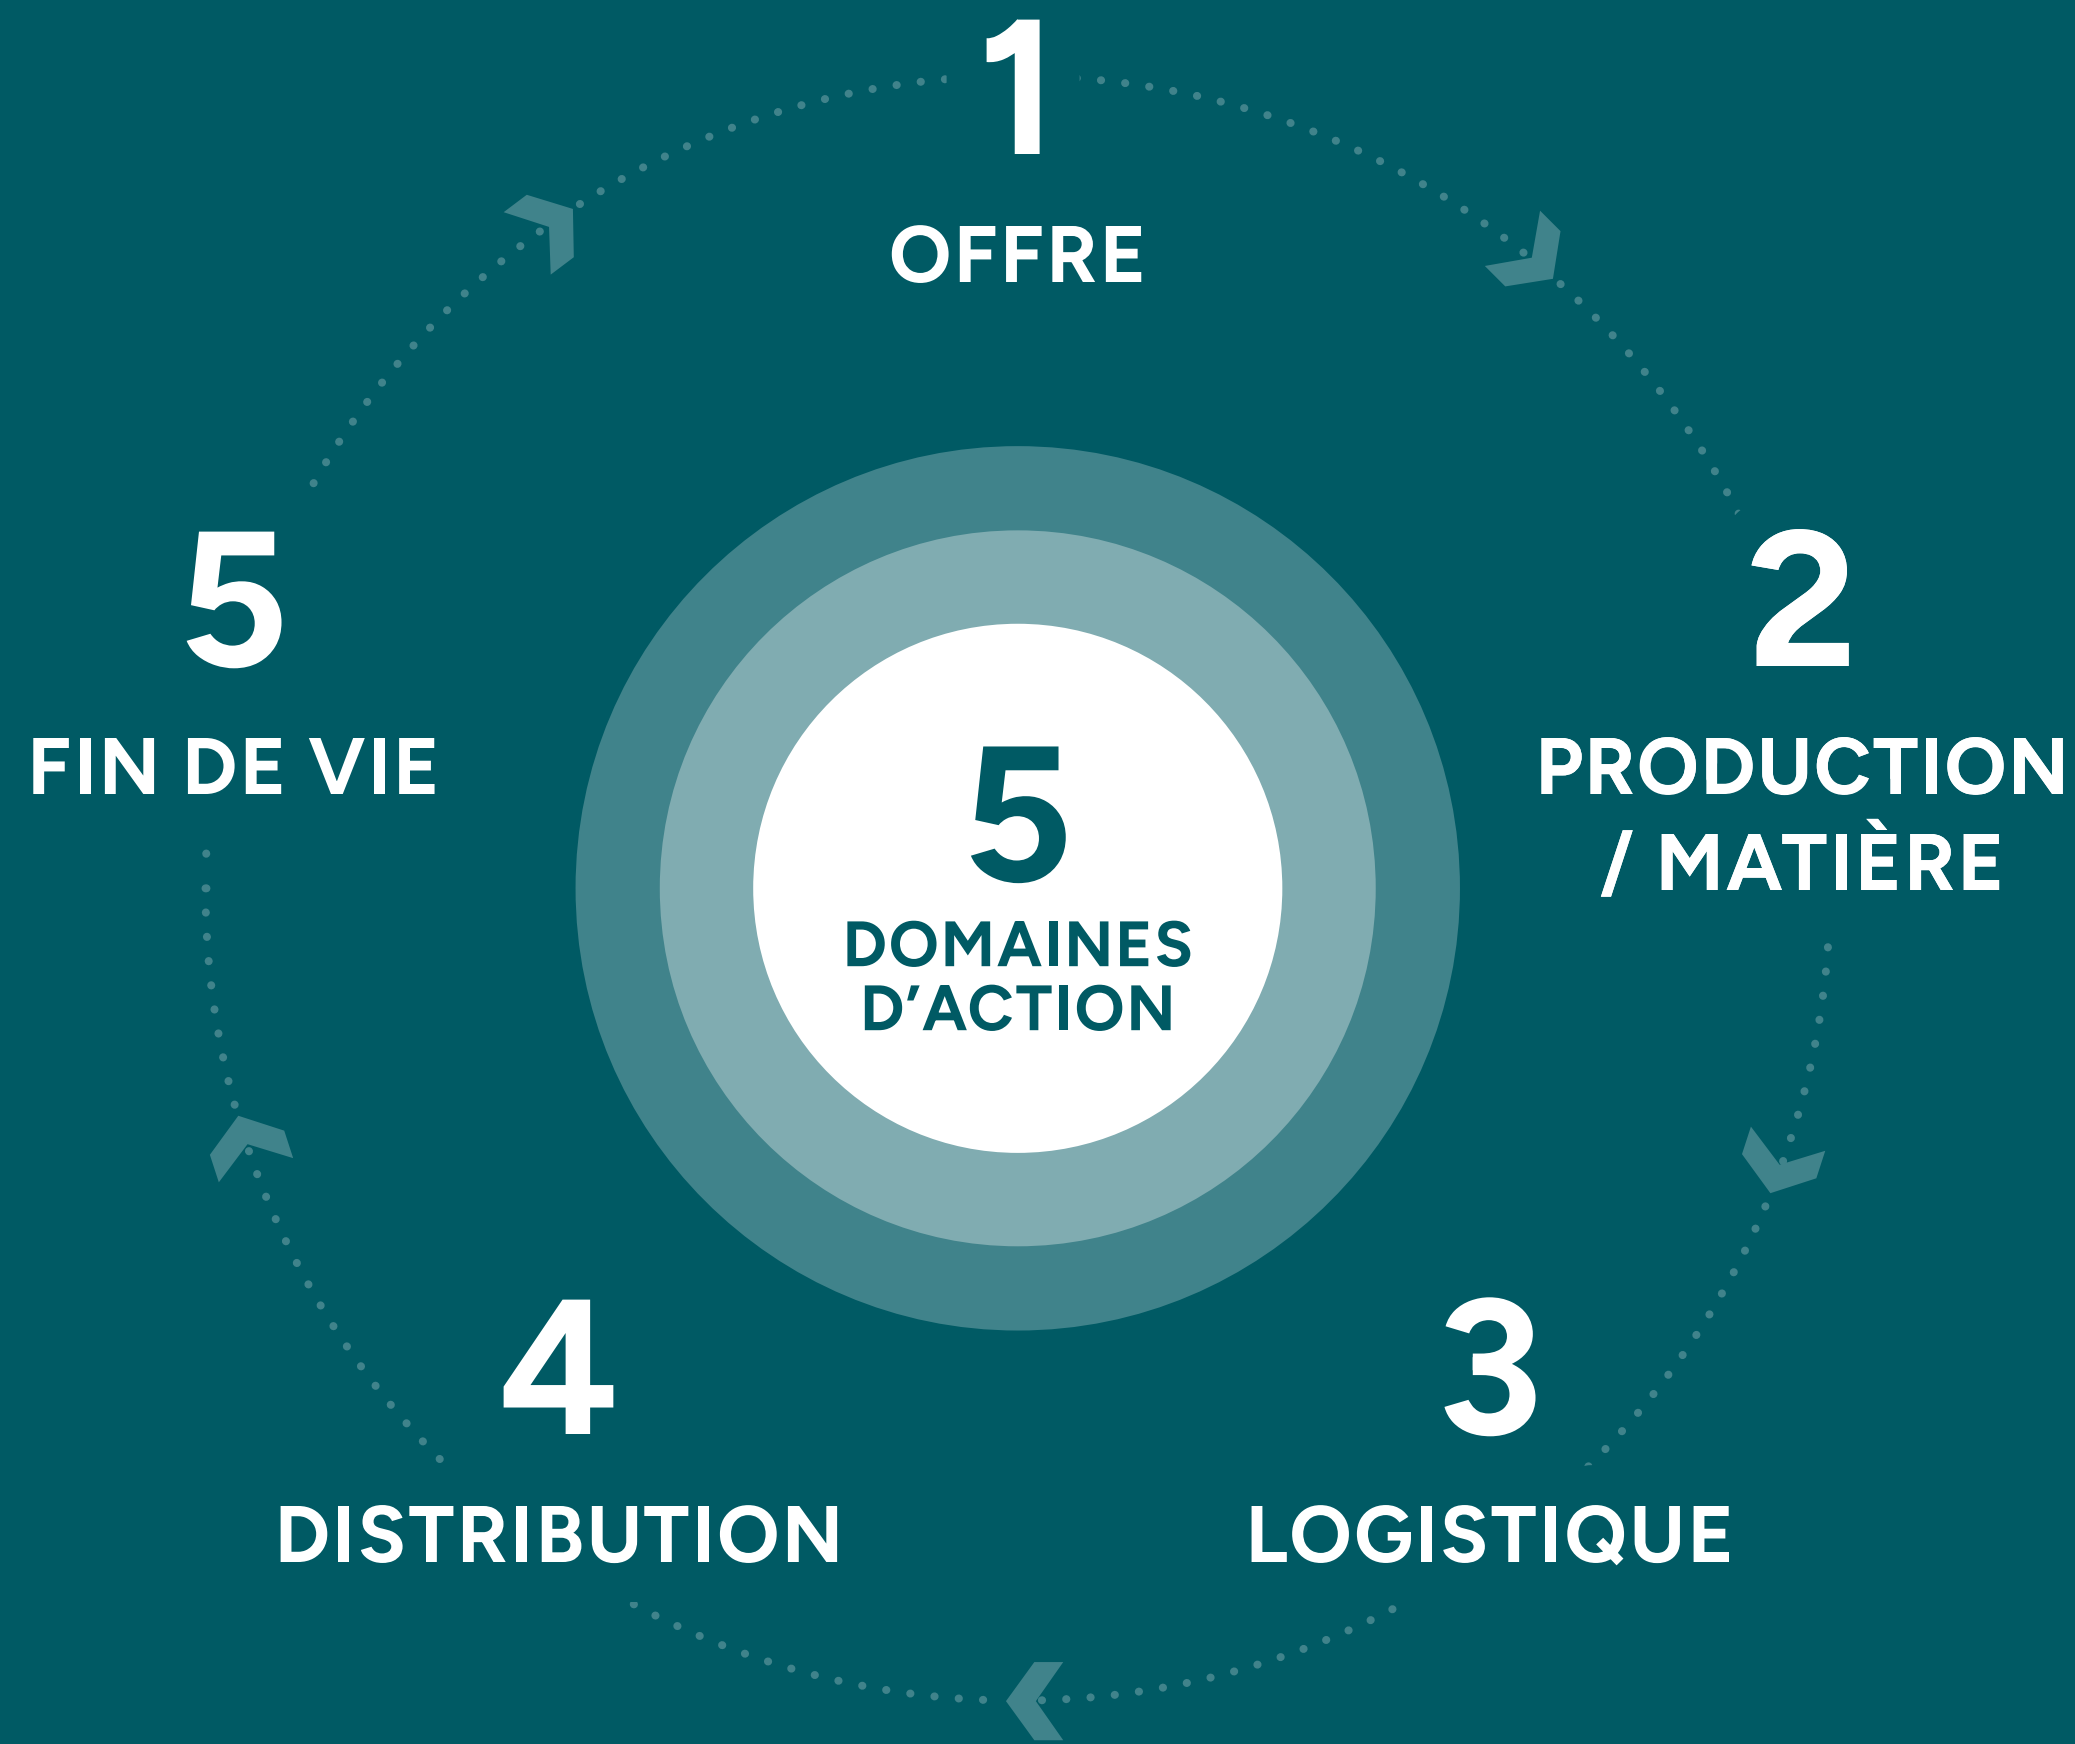 1
OFFRE
2
PRODUCTION
/ MATIÈRE
3
LOGISTIQUE
4
DISTRIBUTION
5
FIN DE VIE
5
DOMAINES
D’ACTION